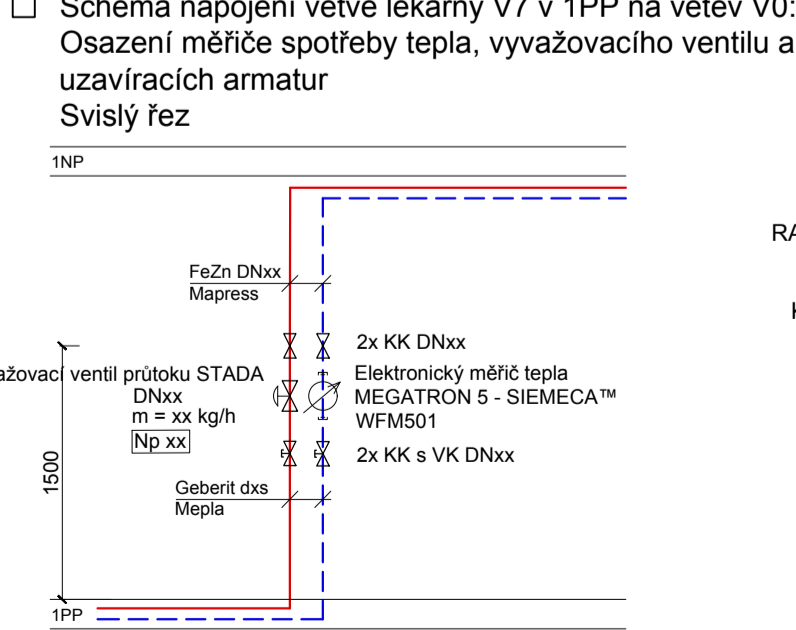 Schéma napojení větve lékárny V7 v 1PP na větev V0:
Osazení měřiče spotřeby tepla, vyvažovacího ventilu a
uzavíracích armatur
Svislý řez
1NP
FeZn DNxx
Mapress
2x KK DNxx
ažovací ventil průtoku STADA
DNxx
m = xx kg/h
Np xx
Elektronický měřič tepla
MEGATRON 5 - SIEMECA™
WFM501
2x KK s VK DNxx
1500
Geberit dxs
Mepla
1PP
RA
K